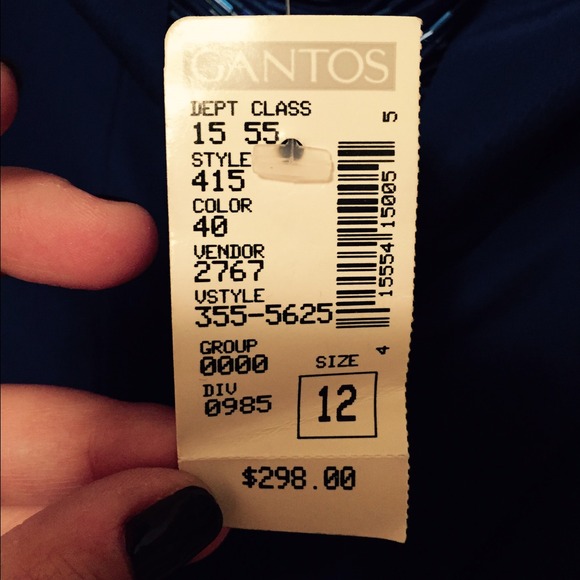 GANTOS
DEPT CLASS
15 55
STYLE
415
COLOR
40
VENDOR
2767
VSTYLE
355-5625
GROUP
0000
DIV
0985
SIZE
12
$298.00
4 15554 15005 5